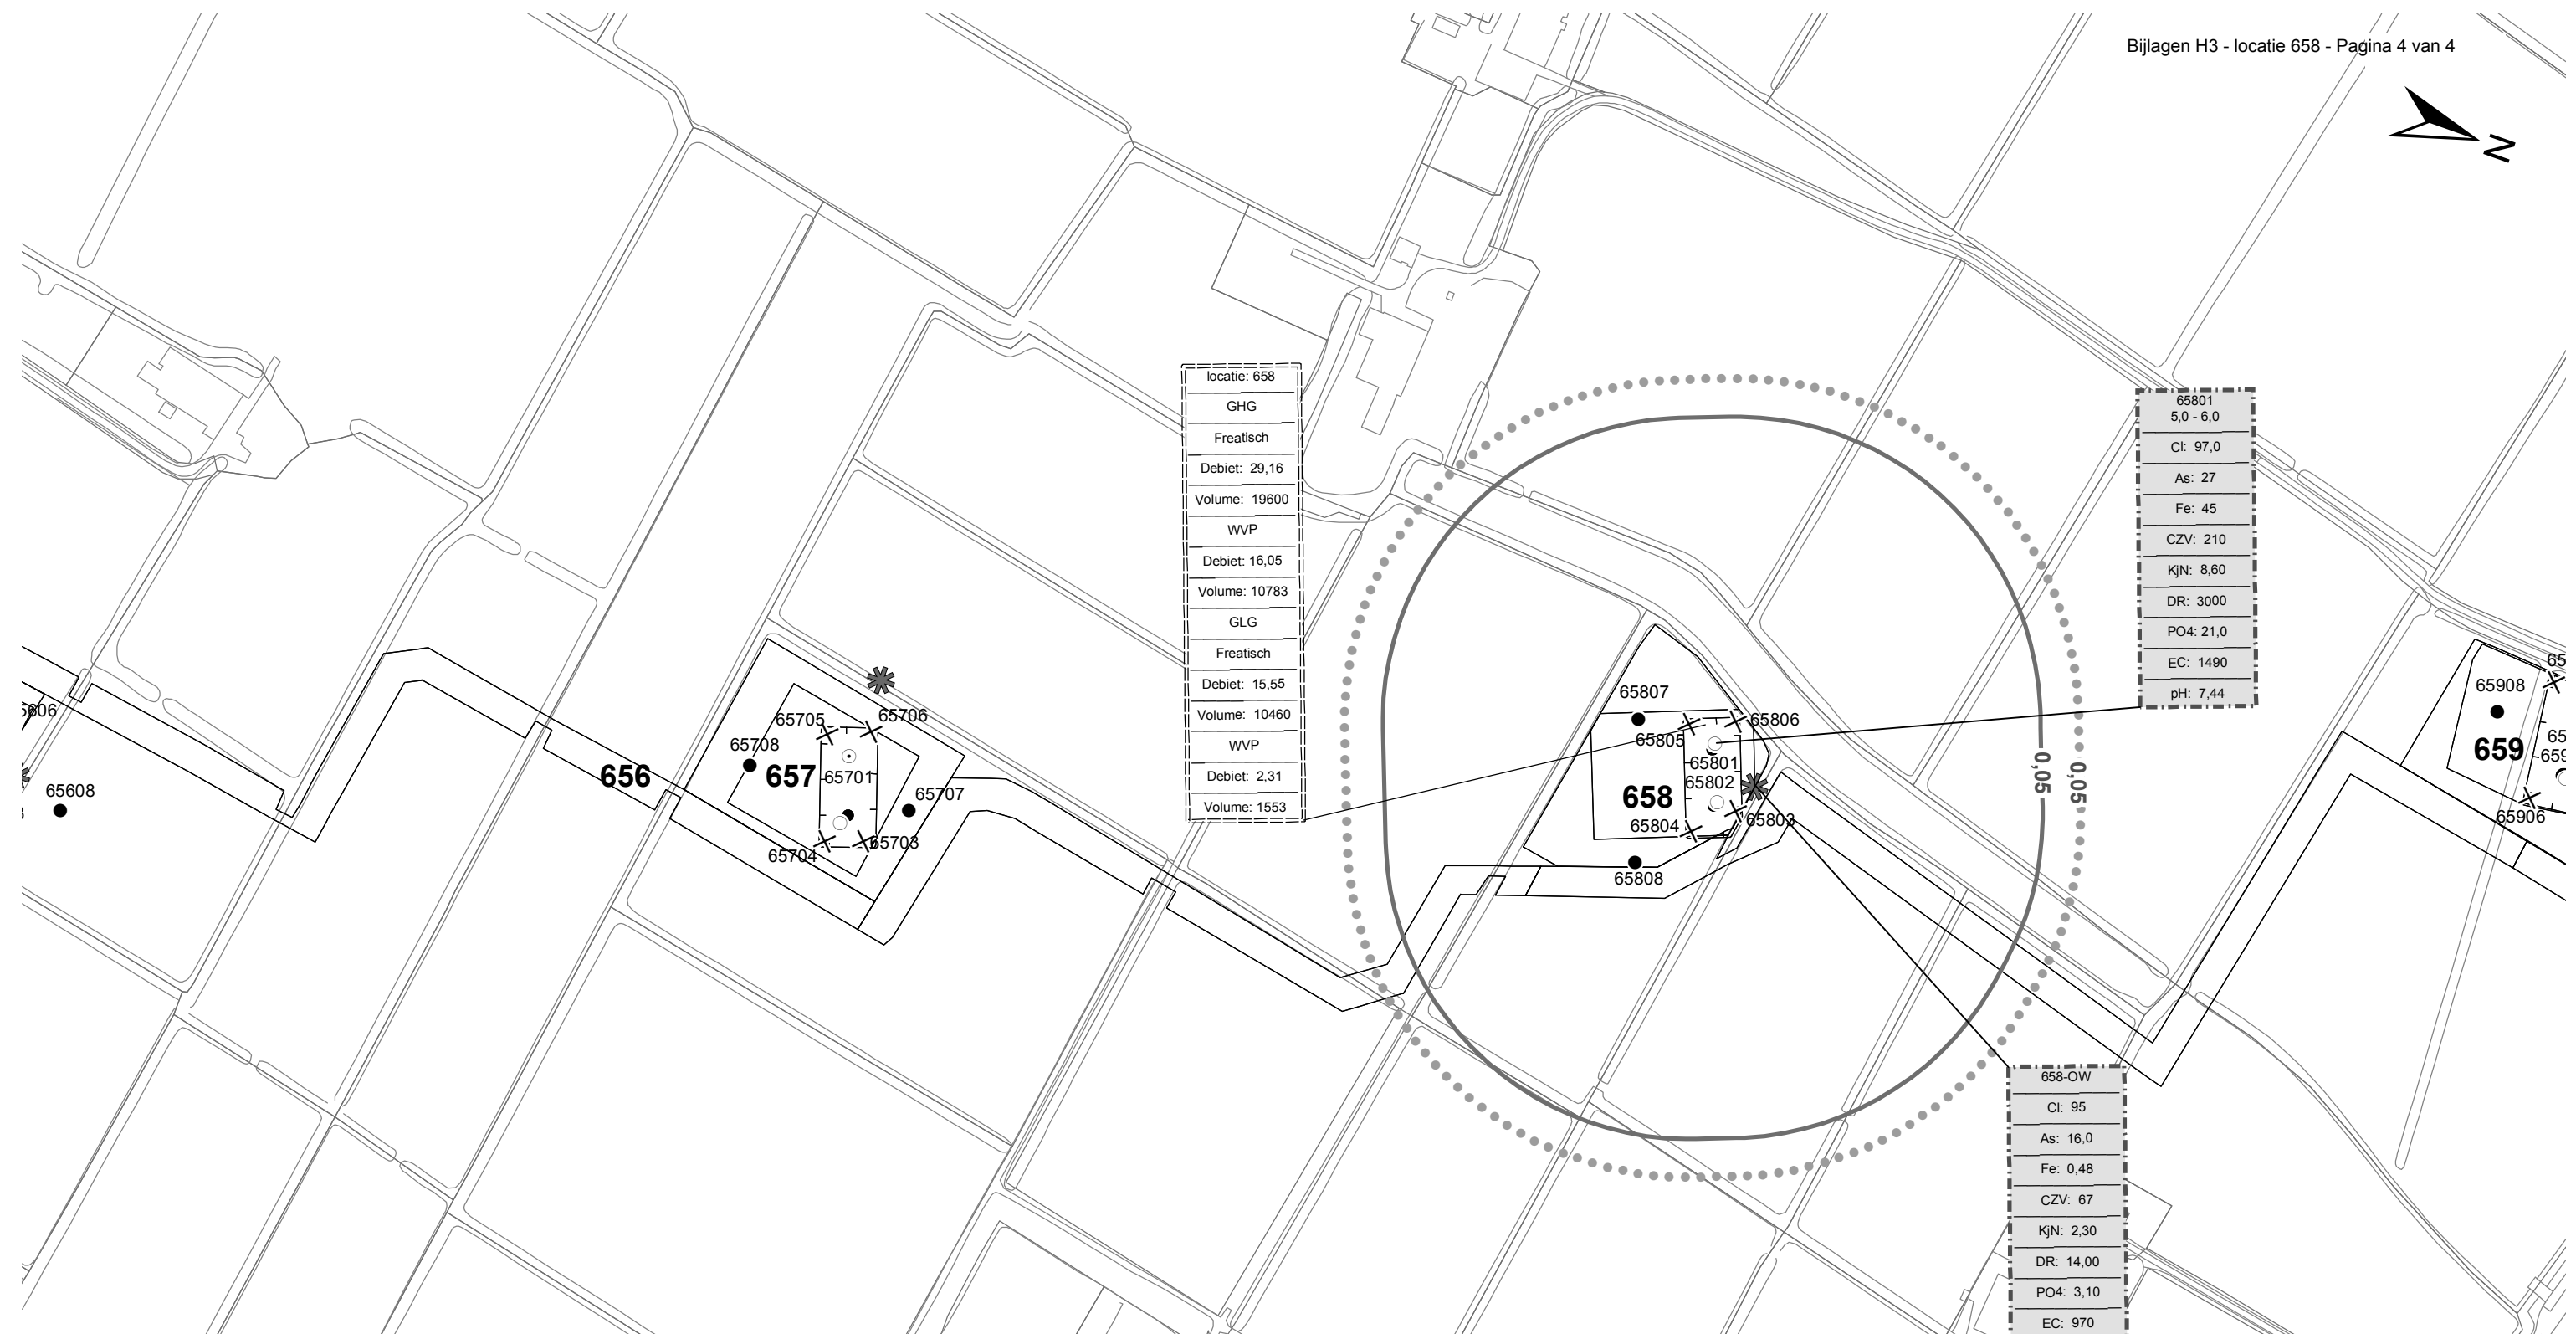 Bijlagen H3 - locatie 658 - Pagina 4 van 4
N
locatie: 658
GHG
Freatisch
Debiet: 29,16
Volume: 19600
WVP
Debiet: 16,05
Volume: 10783
GLG
Freatisch
Debiet: 15,55
Volume: 10460
WVP
Debiet: 2,31
Volume: 1553
65801
5,0 - 6,0
Cl: 97,0
As: 27
Fe: 45
CZV: 210
KjN: 8,60
DR: 3000
PO4: 21,0
EC: 1490
pH: 7,44
65608
656
65705
65706
65708
657
65701
65707
65704
65703
65807
65806
65805
65801
65802
658
65804
65803
65808
0,05
0,05
65908
659
65906
658-OW
Cl: 95
As: 16,0
Fe: 0,48
CZV: 67
KjN: 2,30
DR: 14,00
PO4: 3,10
EC: 970